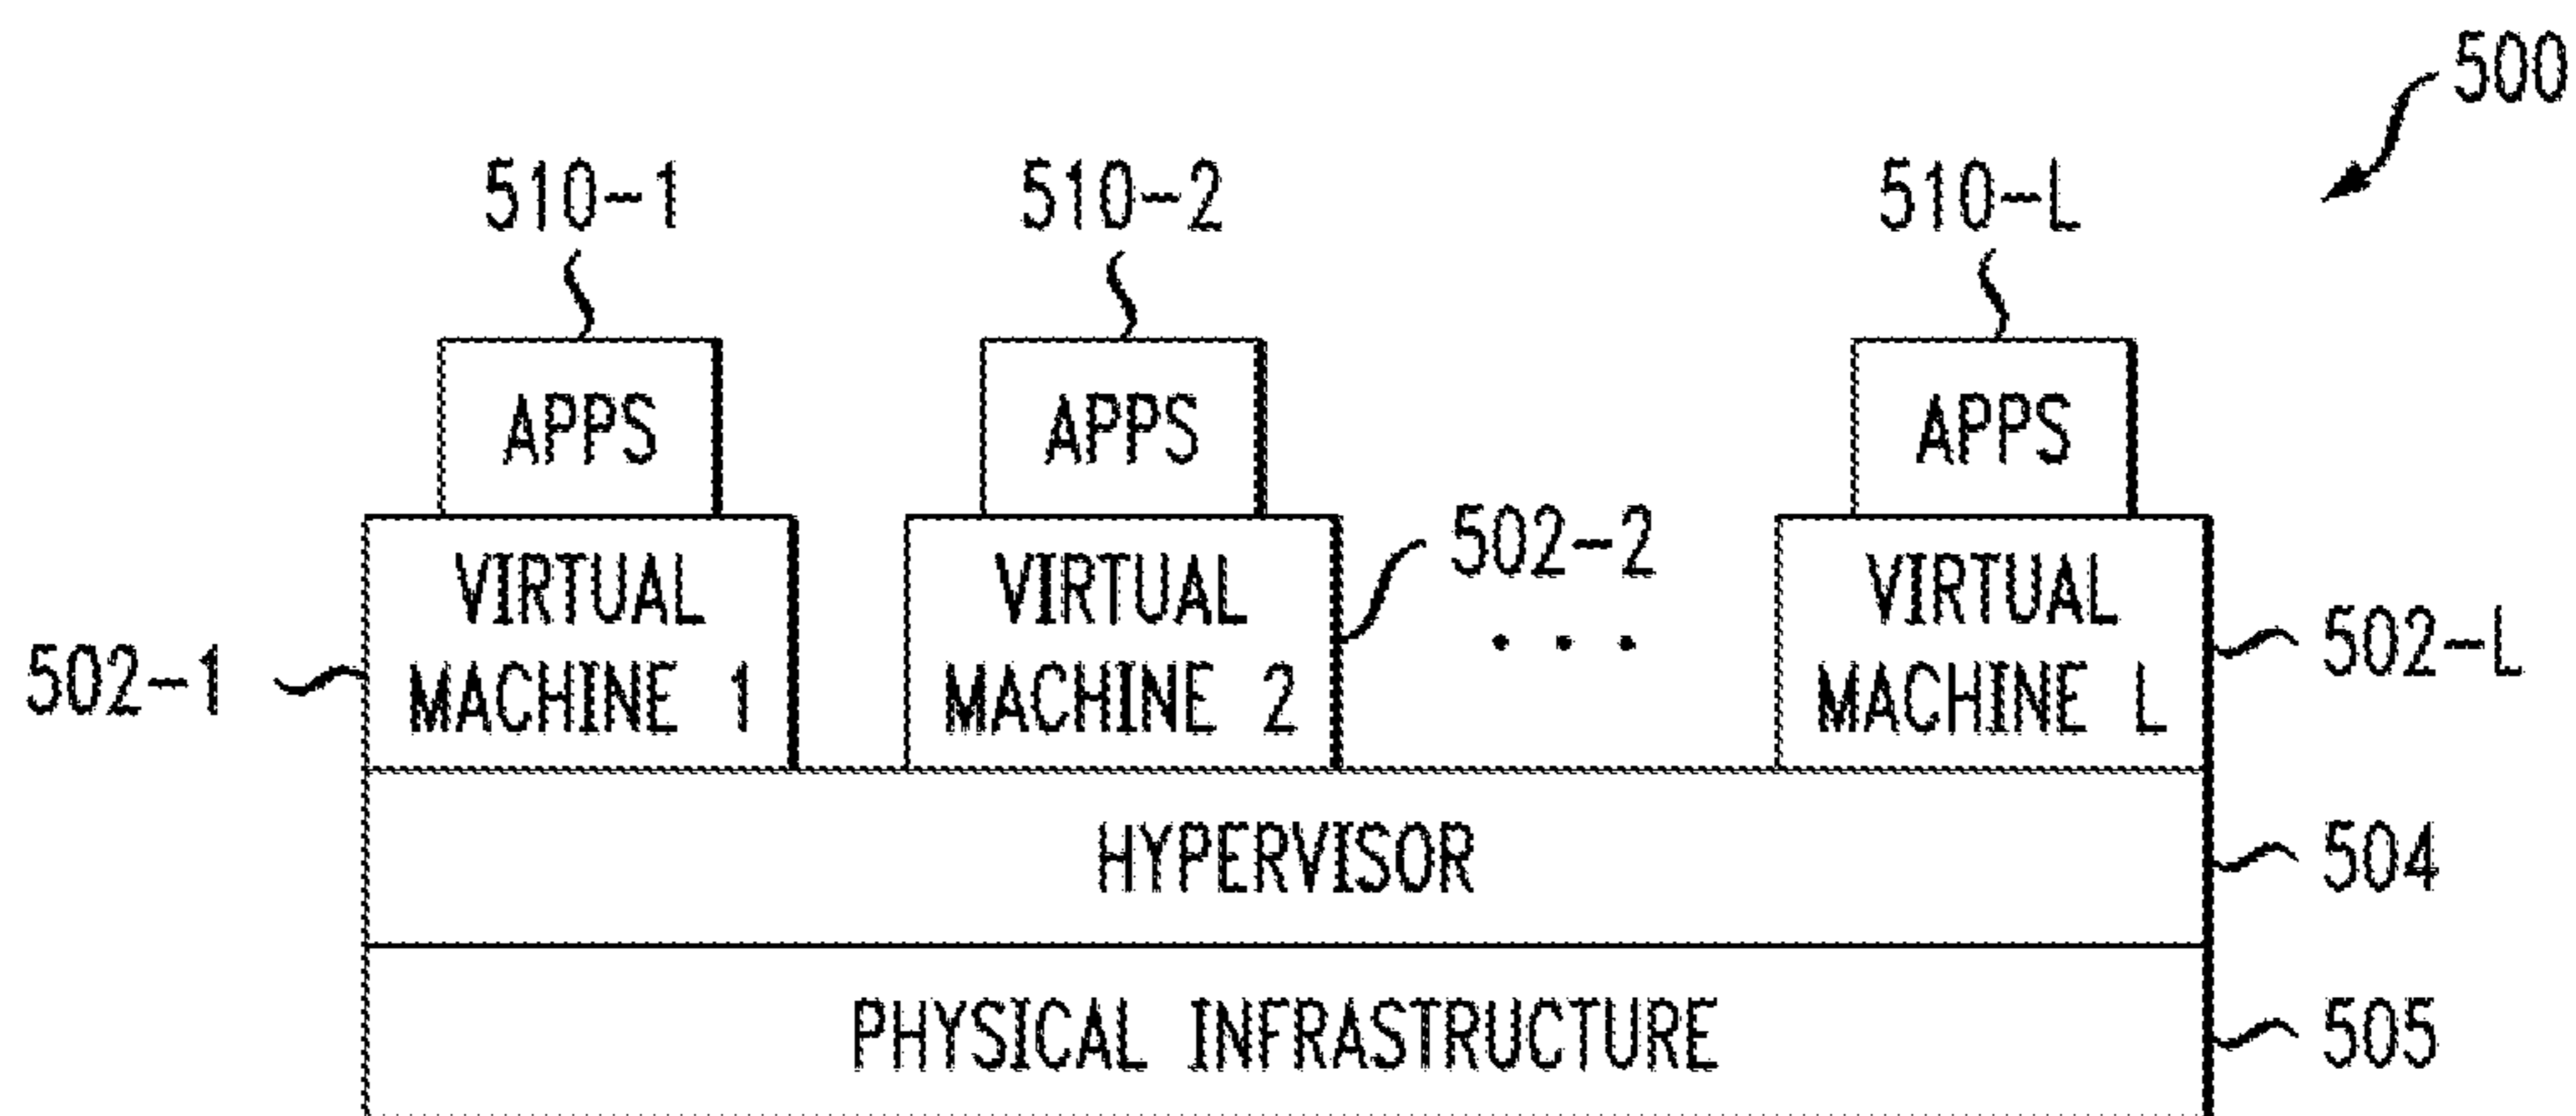 500
510-1
510-2
510-L
APPS
APPS
APPS
502-1
VIRTUAL
MACHINE 1
VIRTUAL
MACHINE 2
502-2
. . .
VIRTUAL
MACHINE L
502-L
HYPERVISOR
504
PHYSICAL INFRASTRUCTURE
505